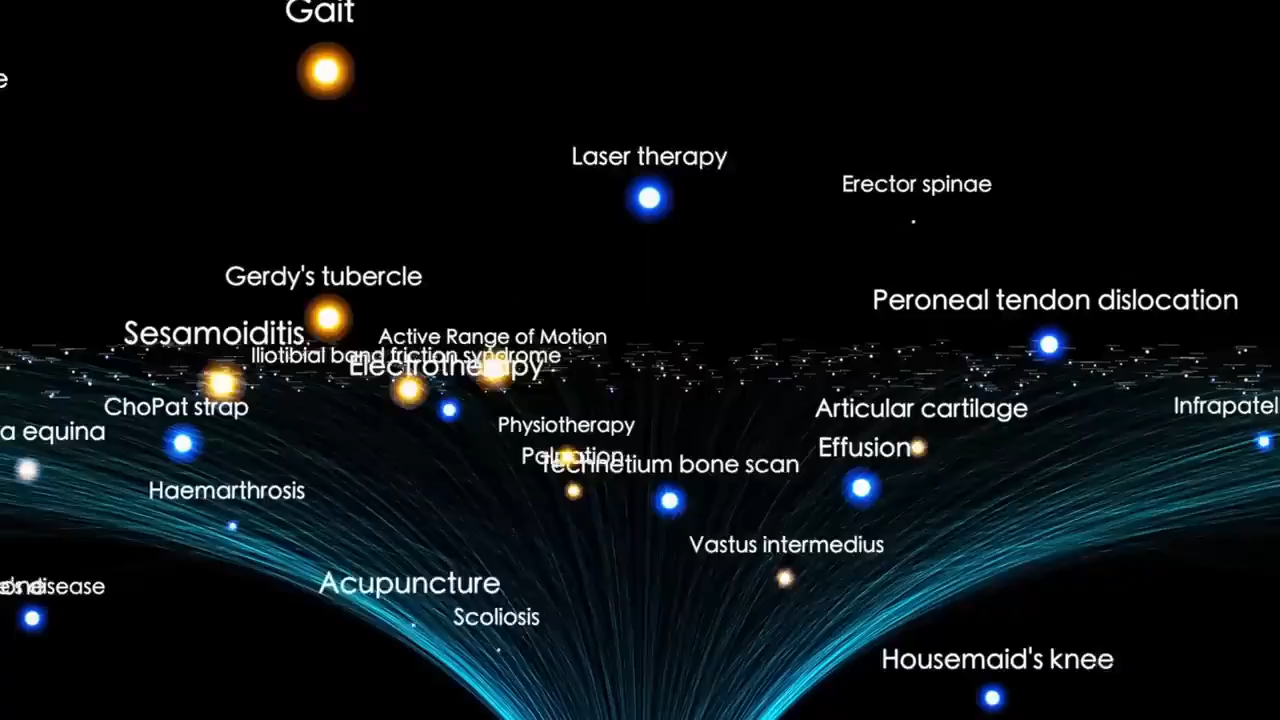 Gait
e
Laser therapy
Erector spinae
Gerdy's tubercle
Peroneal tendon dislocation
Sesamoiditis
Active Range of Motion
Iliotibial band friction syndrome
Electrotherapy
ChoPat strap
Articular cartilage
Infrapatel
a equina
Physiotherapy
Effusion
Palpation
Technetium bone scan
Haemarthrosis
Vastus intermedius
Acupuncture
disease
Scoliosis
Housemaid's knee